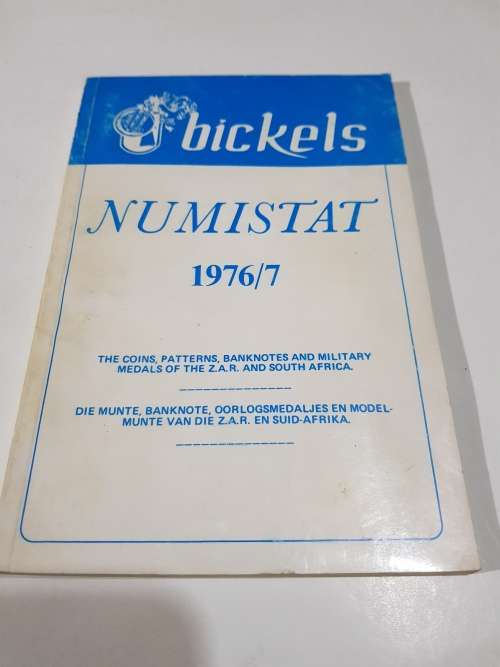 bickels
NUMISTAT
1976/7
THE COINS, PATTERNS, BANKNOTES AND MILITARY
MEDALS OF THE Z.A.R. AND SOUTH AFRICA.
DIE MUNTE, BANKNOTE, OORLOGSMEDALJES EN MODEL-
MUNTE VAN DIE Z.A.R. EN SUID-AFRIKA.